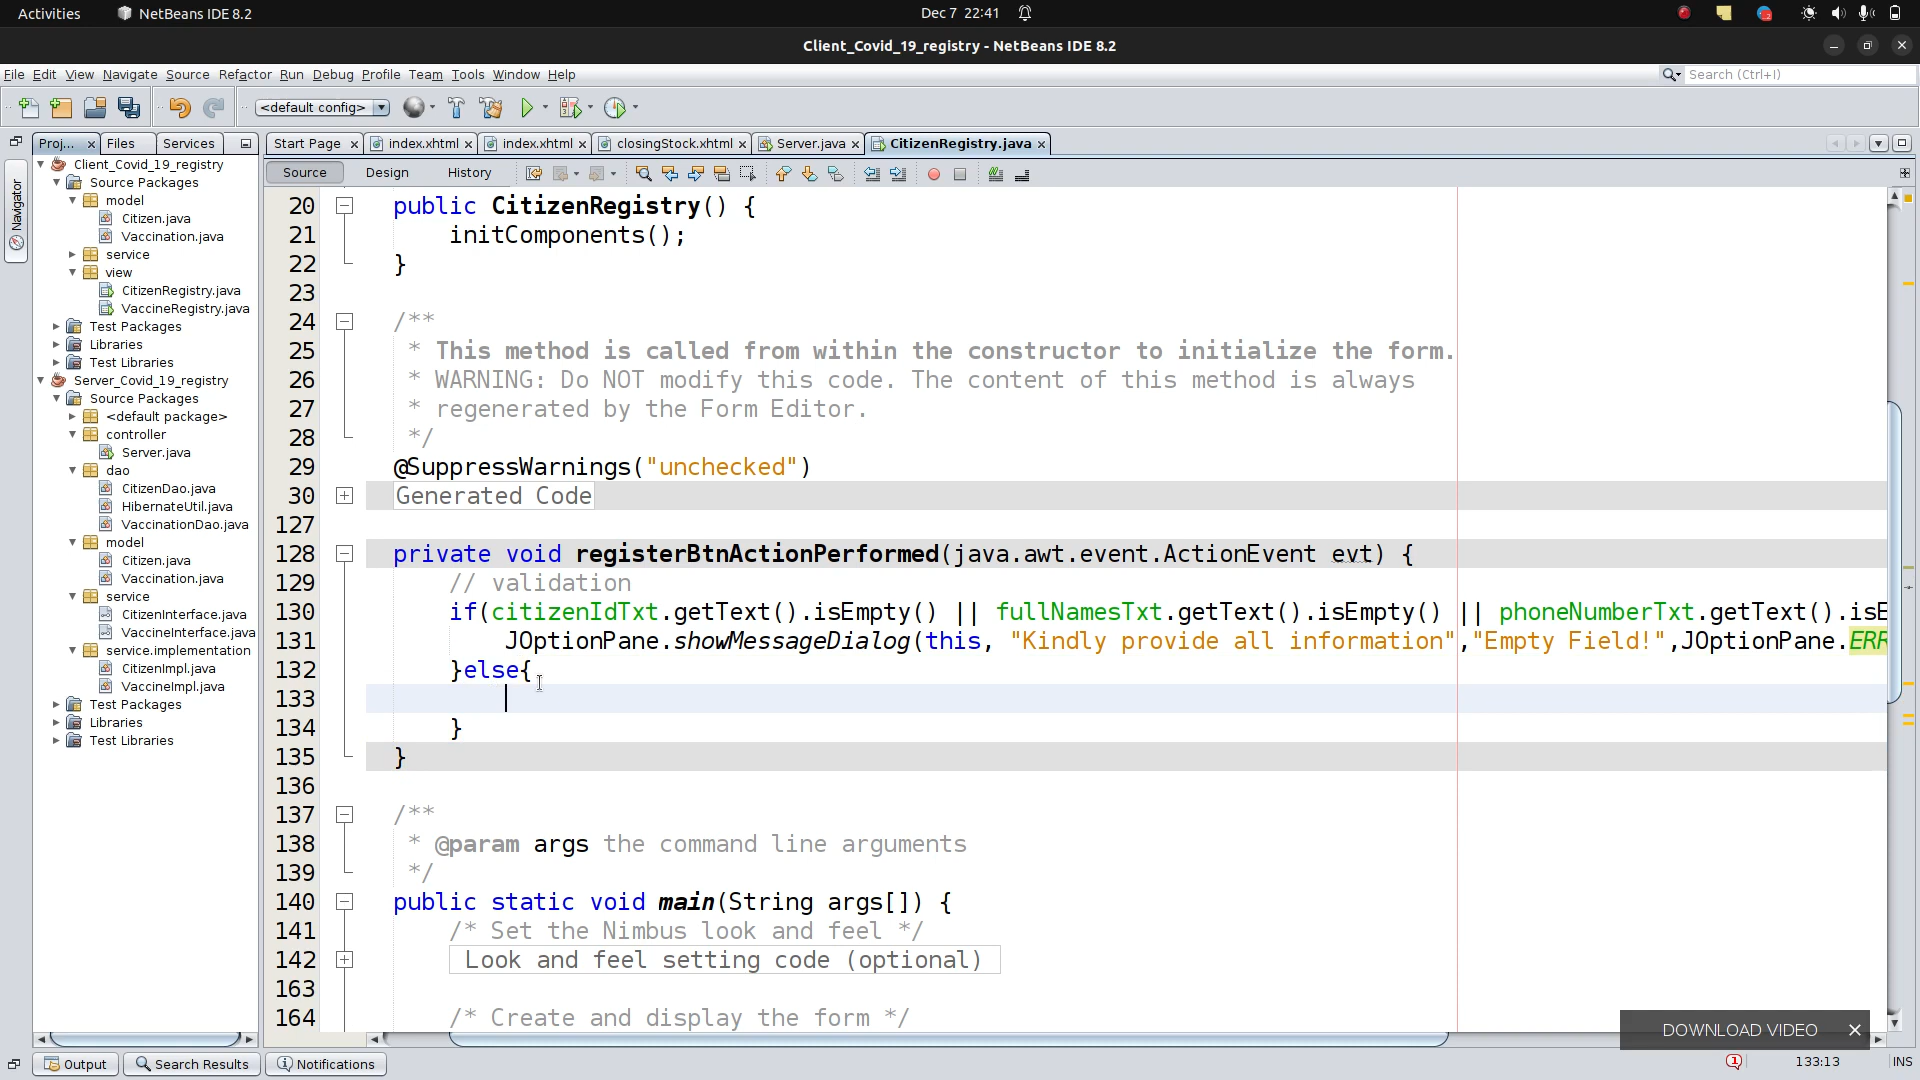 Activities
NetBeans IDE 8.2
Dec 7 22:41
Client_Covid_19_registry - NetBeans IDE 8.2
File Edit View Navigate Source Refactor Run Debug Profile Team Tools Window Help
Search (Ctrl+I)
<default config>
Proj... Files Services
Start Page index.xhtml index.xhtml closingStock.xhtml Server.java CitizenRegistry.java
Source Design History
Navigator
Client_Covid_19_registry
Source Packages
model
Citizen.java
Vaccination.java
service
view
CitizenRegistry.java
VaccineRegistry.java
Test Packages
Libraries
Test Libraries
Server_Covid_19_registry
Source Packages
<default package>
controller
Server.java
dao
CitizenDao.java
HibernateUtil.java
VaccinationDao.java
model
Citizen.java
Vaccination.java
service
CitizenInterface.java
VaccineInterface.java
service.implementation
CitizenImpl.java
VaccineImpl.java
Test Packages
Libraries
Test Libraries
20 public CitizenRegistry() {
21 initComponents();
22 }
23
24 /**
25 * This method is called from within the constructor to initialize the form.
26 * WARNING: Do NOT modify this code. The content of this method is always
27 * regenerated by the Form Editor.
28 */
29 @SuppressWarnings("unchecked")
30 Generated Code
127
128 private void registerBtnActionPerformed(java.awt.event.ActionEvent evt) {
129 // validation
130 if(citizenIdTxt.getText().isEmpty() || fullNamesTxt.getText().isEmpty() || phoneNumberTxt.getText().isE
131 JOptionPane.showMessageDialog(this, "Kindly provide all information","Empty Field!",JOptionPane.ERR
132 }else{
133
134 }
135 }
136
137 /**
138 * @param args the command line arguments
139 */
140 public static void main(String args[]) {
141 /* Set the Nimbus look and feel */
142 Look and feel setting code (optional)
163
164 /* Create and display the form */
DOWNLOAD VIDEO
Output Search Results Notifications
1 133:13 INS